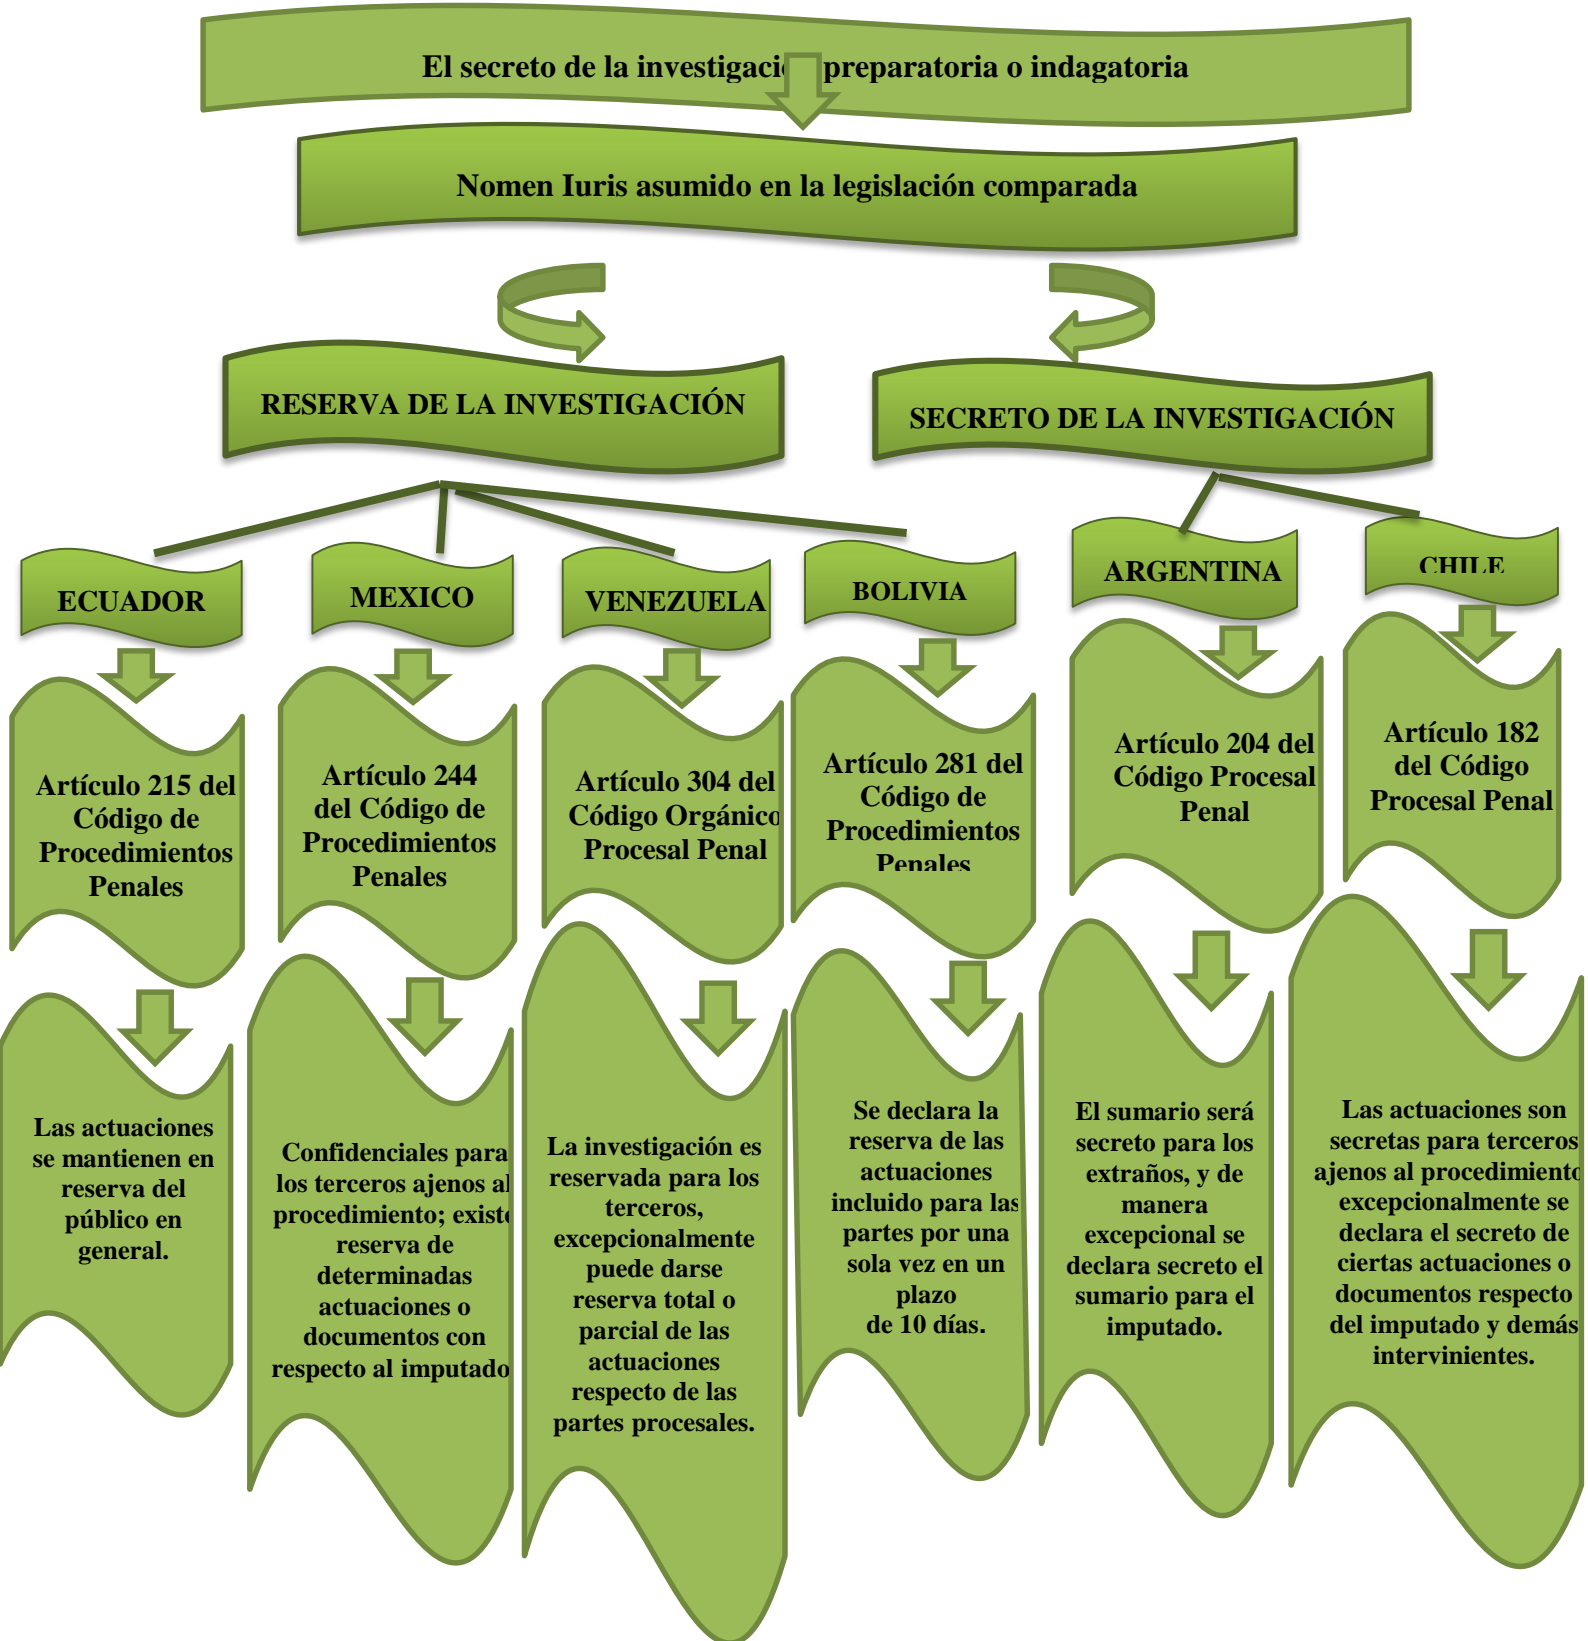 El secreto de la investigación preparatoria o indagatoria
Nomen Iuris asumido en la legislación comparada
RESERVA DE LA INVESTIGACIÓN
SECRETO DE LA INVESTIGACIÓN
ECUADOR
MEXICO
VENEZUELA
BOLIVIA
ARGENTINA
CHILE
Artículo 215 del
Código de
Procedimientos
Penales
Artículo 244
del Código de
Procedimientos
Penales
Artículo 304 del
Código Orgánico
Procesal Penal
Artículo 281 del
Código de
Procedimientos
Penales
Artículo 204 del
Código Procesal
Penal
Artículo 182
del Código
Procesal Penal
Las actuaciones
se mantienen en
reserva del
público en
general.
Confidenciales para
los terceros ajenos al
procedimiento; existe
reserva de
determinadas
actuaciones o
documentos con
respecto al imputado
La investigación es
reservada para los
terceros,
excepcionalmente
puede darse
reserva total o
parcial de las
actuaciones
respecto de las
partes procesales.
Se declara la
reserva de las
actuaciones
incluido para las
partes por una
sola vez en un
plazo
de 10 días.
El sumario será
secreto para los
extraños, y de
manera
excepcional se
declara secreto el
sumario para el
imputado.
Las actuaciones son
secretas para terceros
ajenos al procedimiento
excepcionalmente se
declara el secreto de
ciertas actuaciones o
documentos respecto
del imputado y demás
intervinientes.